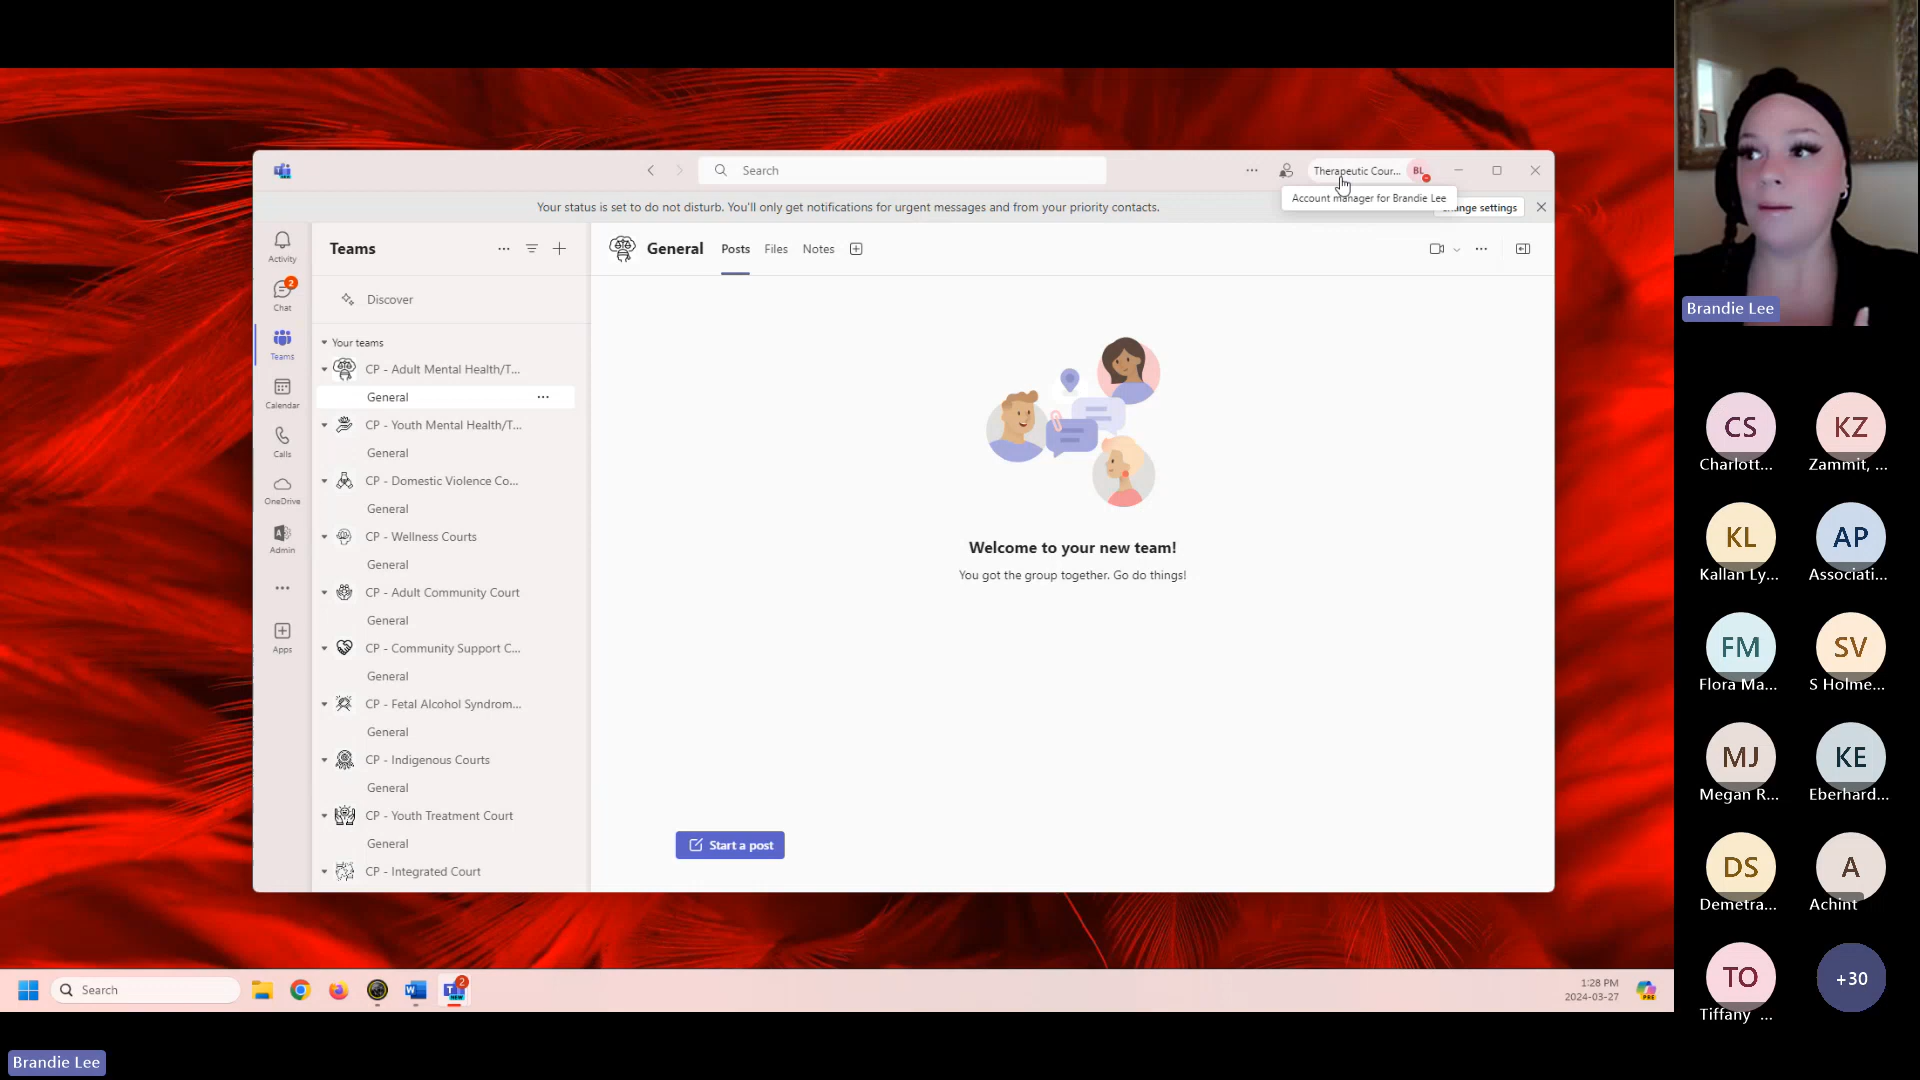 Search
Therapeutic Cour...
BL
Account manager for Brandie Lee
Your status is set to do not disturb. You'll only get notifications for urgent messages and from your priority contacts.
nge settings
Activity
2
Chat
Teams
Calendar
Calls
OneDrive
Admin
Apps
Teams
Discover
Your teams
CP - Adult Mental Health/T...
General
CP - Youth Mental Health/T...
General
CP - Domestic Violence Co...
General
CP - Wellness Courts
General
CP - Adult Community Court
General
CP - Community Support C...
General
CP - Fetal Alcohol Syndrom...
General
CP - Indigenous Courts
General
CP - Youth Treatment Court
General
CP - Integrated Court
General
Posts
Files
Notes
Welcome to your new team!
You got the group together. Go do things!
Start a post
Search
2
NEW
1:28 PM
2024-03-27
PRE
Brandie Lee
Brandie Lee
CS
Charlott...
KZ
Zammit, ...
KL
Kallan Ly...
AP
Associati...
FM
Flora Ma...
SV
S Holme...
MJ
Megan R...
KE
Eberhard...
DS
Demetra...
A
Achint
TO
Tiffany ...
+30